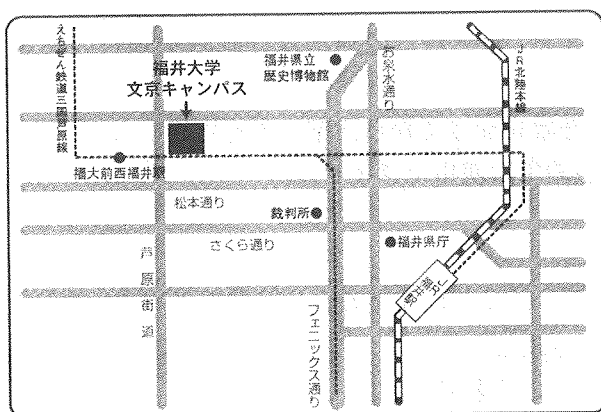 えちぜん鉄道三国芦原線
福井大学
文京キャンパス
福井県立
歴史博物館
お泉水通り
JR北陸本線
福大前西福井駅
松本通り
裁判所
さくら通り
福井県庁
芦原街道
JR福井駅
フェニックス通り